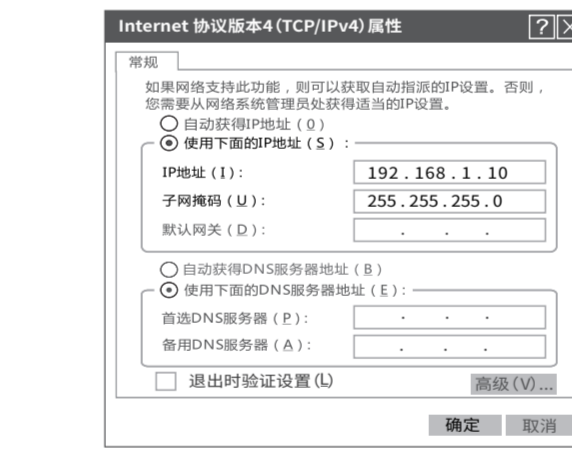 Internet 协议版本4(TCP/IPv4)属性 ? X
常规
如果网络支持此功能，则可以获取自动指派的IP设置。否则，
您需要从网络系统管理员处获得适当的IP设置。
自动获得IP地址(0)
使用下面的IP地址(S):
IP地址(I): 192.168.1.10
子网掩码(U): 255.255.255.0
默认网关(D): . . .
自动获得DNS服务器地址(B)
使用下面的DNS服务器地址(E):
首选DNS服务器(P): . . .
备用DNS服务器(A): . . .
退出时验证设置(L)
高级(V)...
确定 取消